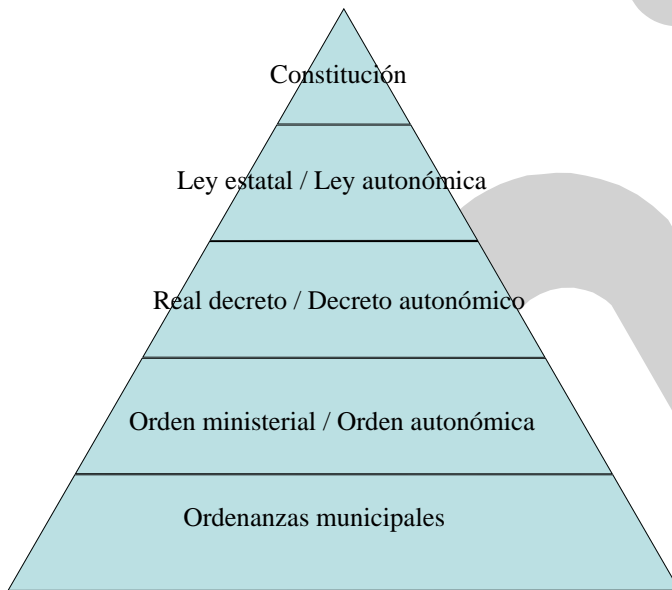 Constitución
Ley estatal / Ley autonómica
Real decreto / Decreto autonómico
Orden ministerial / Orden autonómica
Ordenanzas municipales